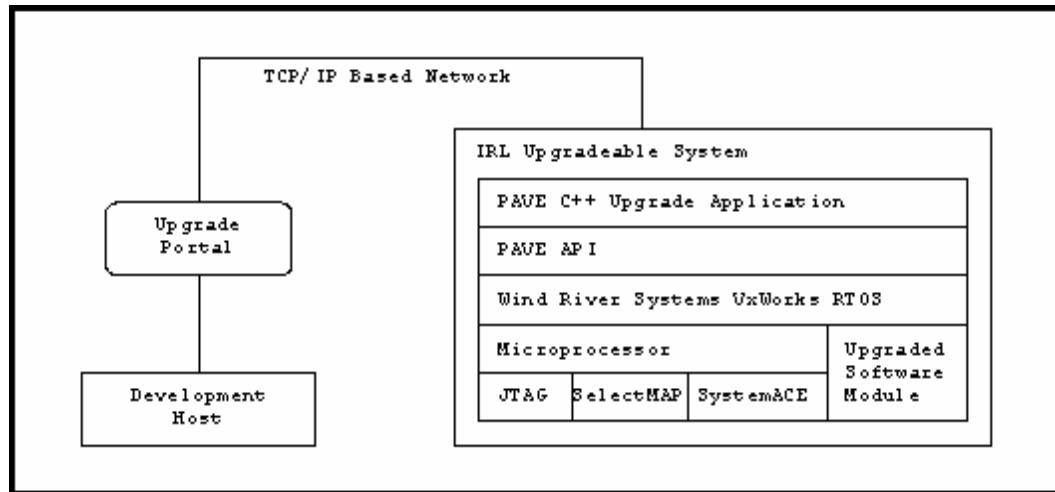 TCP/IP Based Network
IRL Upgradeable System
PAVE C++ Upgrade Application
PAVE API
Wind River Systems VxWorks RTOS
Microprocessor
JTAG
SelectMAP
SystemACE
Upgraded
Software
Module
Upgrade
Portal
Development
Host